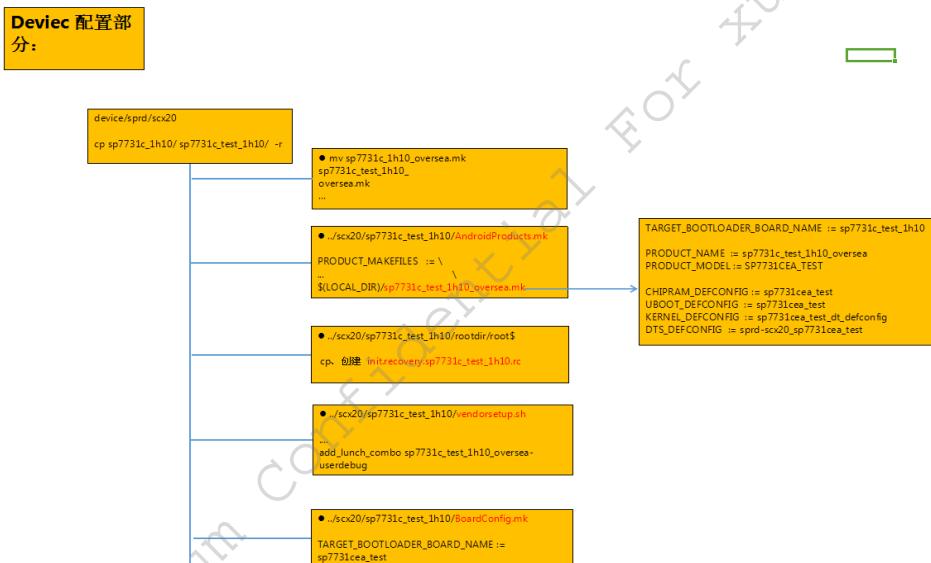 Deviec 配置部
分：
device/sprd/scx20
cp sp7731c_1h10/ sp7731c_test_1h10/ -r
● mv sp7731c_1h10_oversea.mk
sp7731c_test_1h10_
oversea.mk
...
● ../scx20/sp7731c_test_1h10/AndroidProducts.mk
PRODUCT_MAKEFILES := \
... \
$(LOCAL_DIR)/sp7731c_test_1h10_oversea.mk
TARGET_BOOTLOADER_BOARD_NAME := sp7731c_test_1h10
PRODUCT_NAME := sp7731c_test_1h10_oversea
PRODUCT_MODEL := SP7731CEA_TEST
CHIPRAM_DEFCONFIG := sp7731cea_test
UBOOT_DEFCONFIG := sp7731cea_test
KERNEL_DEFCONFIG := sp7731cea_test_dt_defconfig
DTS_DEFCONFIG := sprd-scx20_sp7731cea_test
● ../scx20/sp7731c_test_1h10/rootdir/root$
cp、创建 init.recovery.sp7731c_test_1h10.rc
● ../scx20/sp7731c_test_1h10/vendorsetup.sh
....
add_lunch_combo sp7731c_test_1h10_oversea-
userdebug
● ../scx20/sp7731c_test_1h10/BoardConfig.mk
TARGET_BOOTLOADER_BOARD_NAME :=
sp7731cea_test
Confidential For